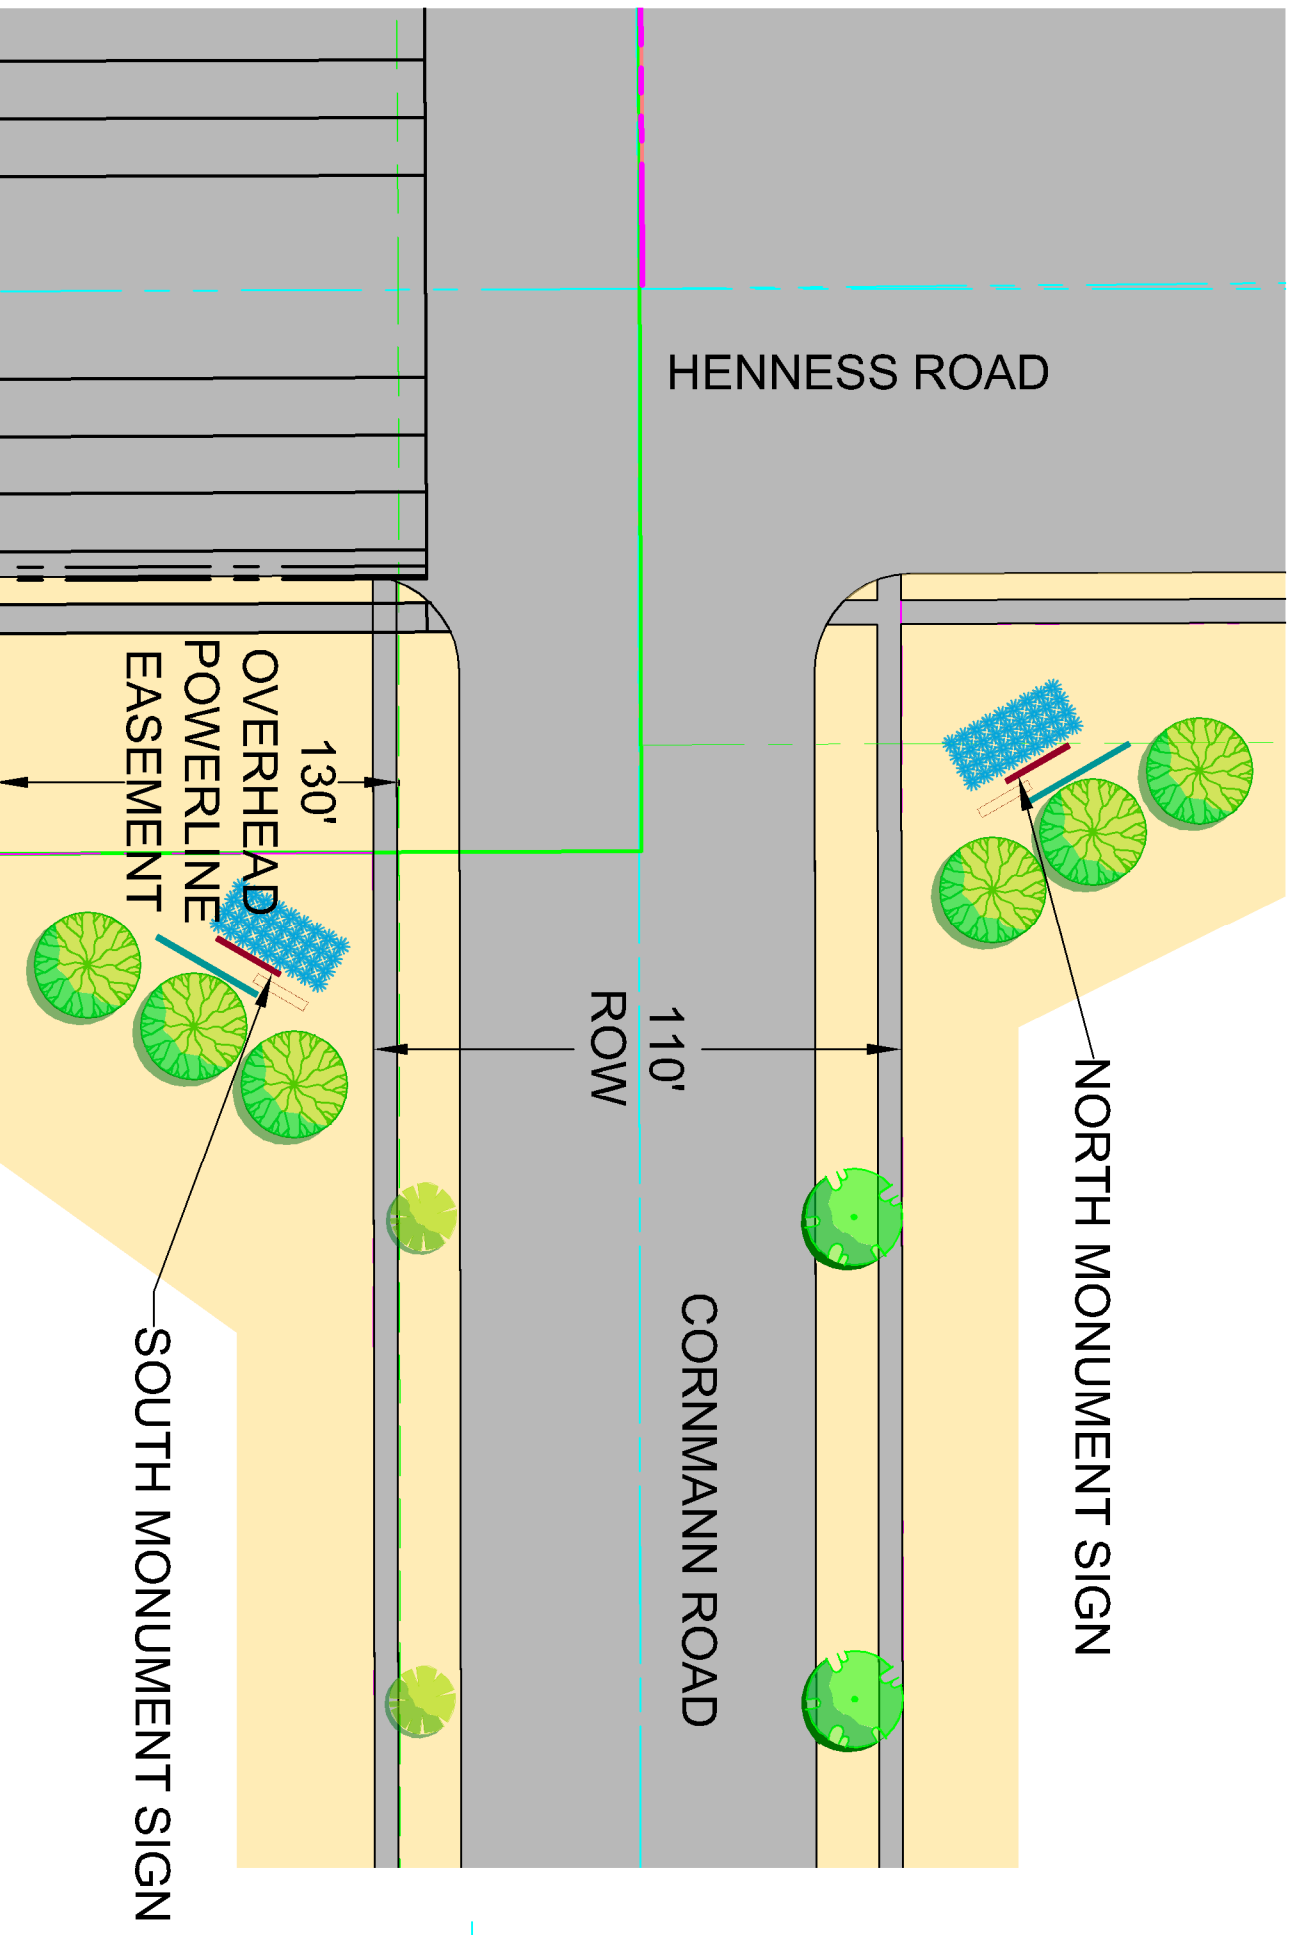 HENNESS ROAD
130'
OVERHEAD
POWERLINE
EASEMENT
110'
ROW
NORTH MONUMENT SIGN
CORNMANN ROAD
SOUTH MONUMENT SIGN